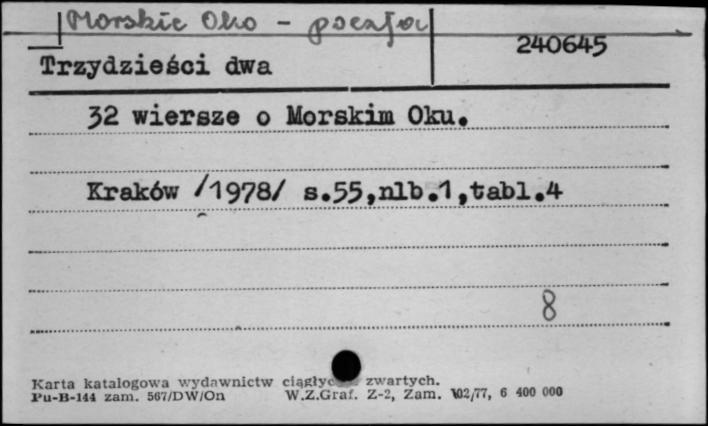 Morskie Oko - poezja
240645
Trzydzieści dwa
32 wiersze o Morskim Oku.
Kraków /1978/ s.55,nlb.1,tabl.4
8
Karta katalogowa wydawnictw zwartych.
Pu-B-144 zam. 567/DW/On W.Z.Graf. Z-2, Zam. 102/77, 6 400 000